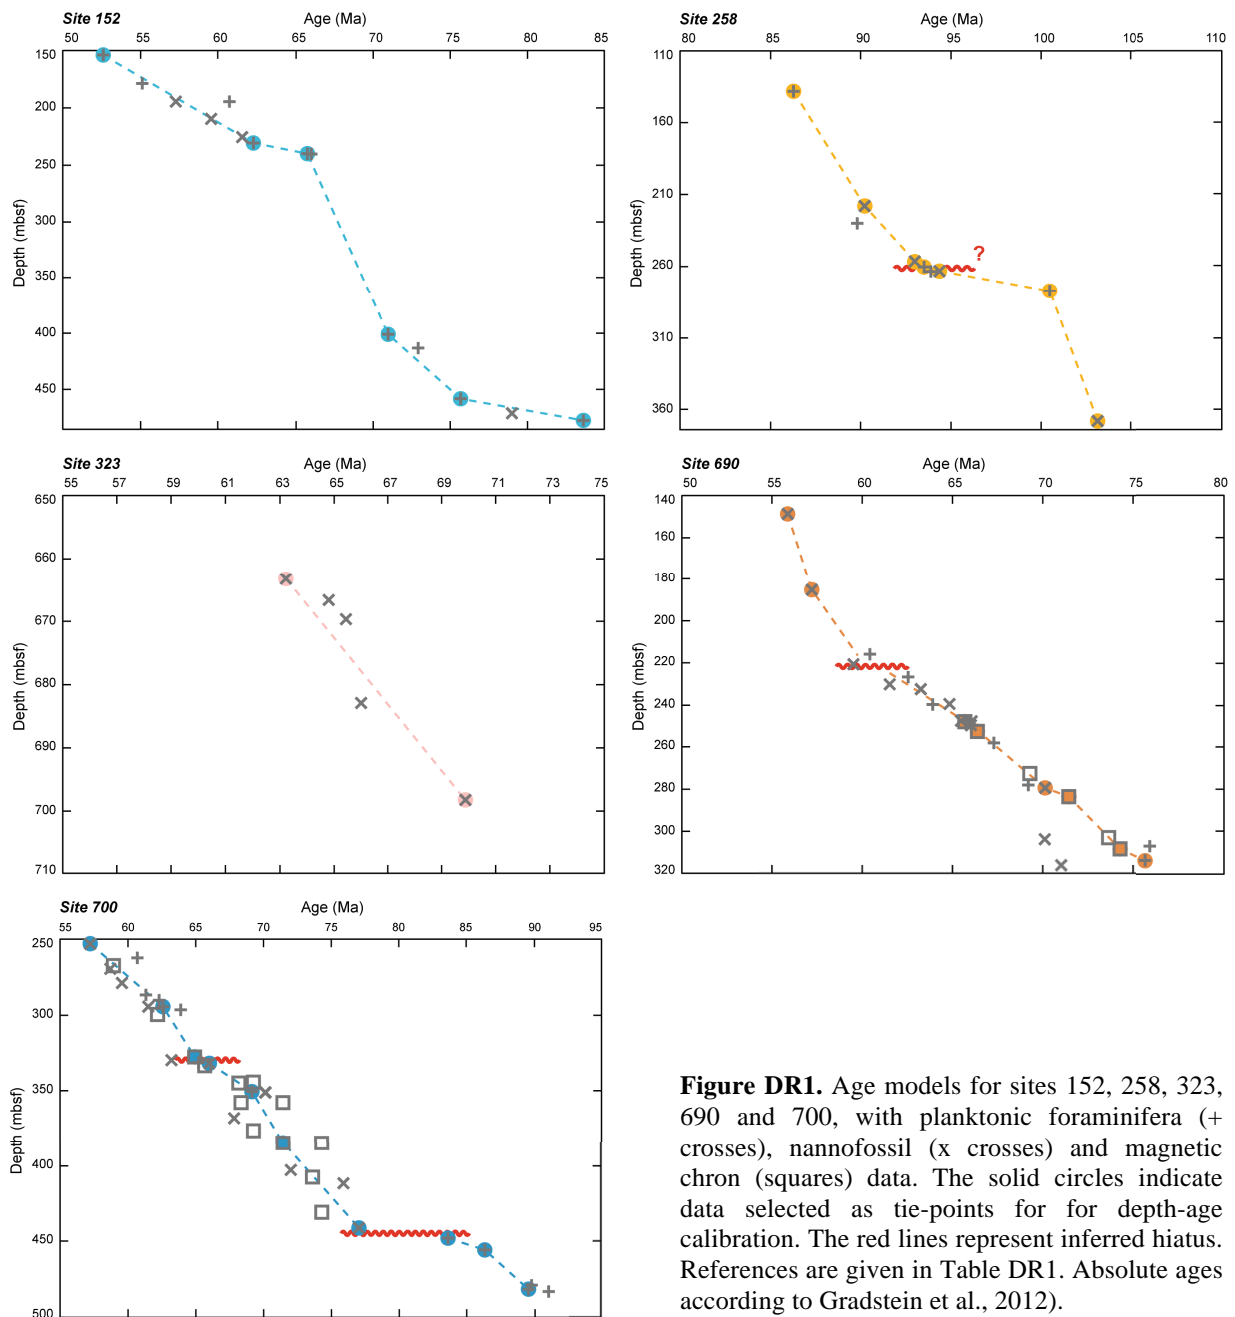 Site 152 Age (Ma)
50 55 60 65 70 75 80 85
150
200
250
300
350
400
450
Depth (mbsf)
Site 258 Age (Ma)
80 85 90 95 100 105 110
110
160
210
260
310
360
Depth (mbsf)
?
Site 323 Age (Ma)
55 57 59 61 63 65 67 69 71 73 75
650
660
670
680
690
700
710
Depth (mbsf)
Site 690 Age (Ma)
50 55 60 65 70 75 80
140
160
180
200
220
240
260
280
300
320
Depth (mbsf)
Site 700 Age (Ma)
55 60 65 70 75 80 85 90 95
250
300
350
400
450
500
Depth (mbsf)
Figure DR1. Age models for sites 152, 258, 323,
690 and 700, with planktonic foraminifera (+
crosses), nannofossil (x crosses) and magnetic
chron (squares) data. The solid circles indicate
data selected as tie-points for for depth-age
calibration. The red lines represent inferred hiatus.
References are given in Table DR1. Absolute ages
according to Gradstein et al., 2012).